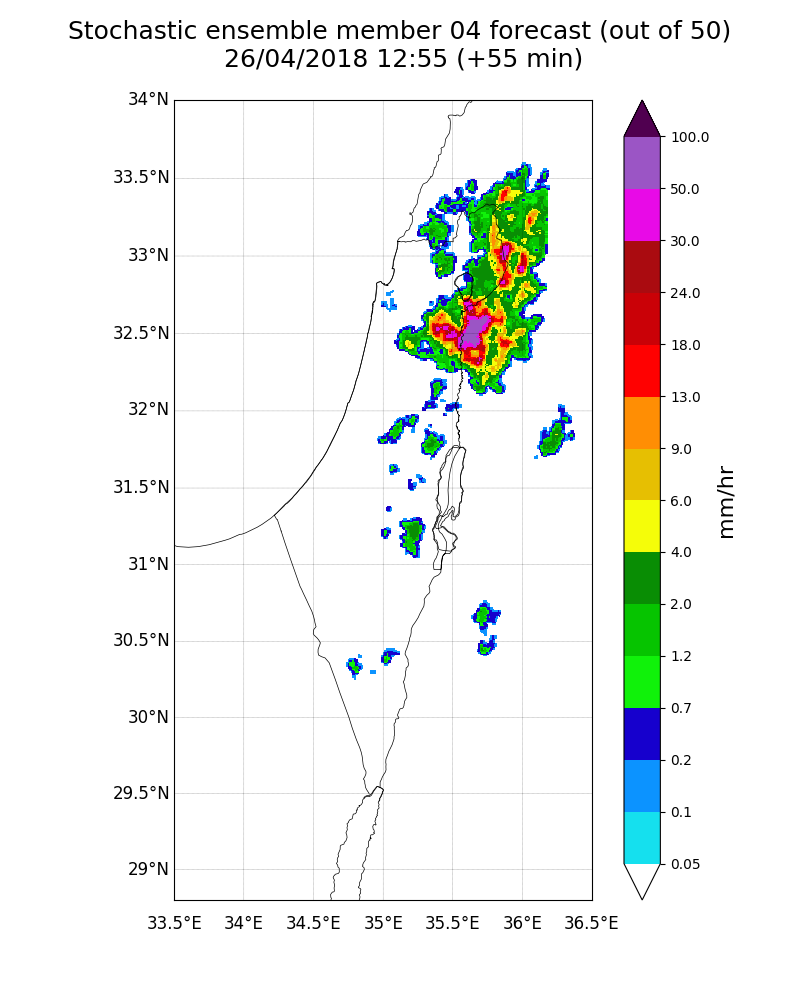 Stochastic ensemble member 04 forecast (out of 50)
26/04/2018 12:55 (+55 min)
34°N
33.5°N
33°N
32.5°N
32°N
31.5°N
31°N
30.5°N
30°N
29.5°N
29°N
33.5°E
34°E
34.5°E
35°E
35.5°E
36°E
36.5°E
100.0
50.0
30.0
24.0
18.0
13.0
9.0
6.0
4.0
2.0
1.2
0.7
0.2
0.1
0.05
mm/hr